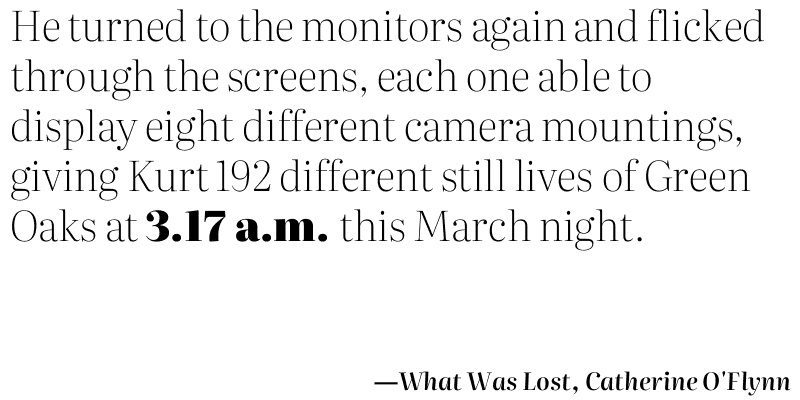 He turned to the monitors again and flicked
through the screens, each one able to
display eight different camera mountings,
giving Kurt 192 different still lives of Green
Oaks at 3.17 a.m. this March night.
—What Was Lost, Catherine O'Flynn